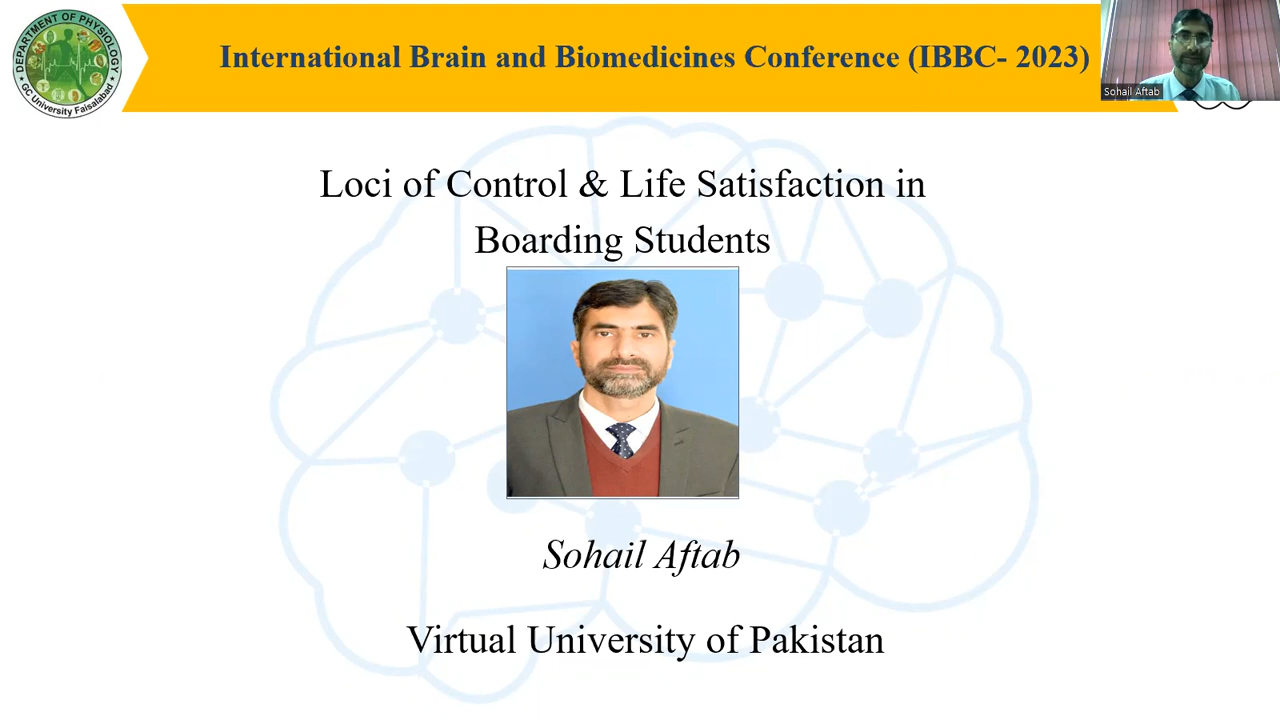 DEPARTMENT OF PHYSIOLOGY
GC University Faisalabad
International Brain and Biomedicines Conference (IBBC- 2023)
Sohail Aftab
Loci of Control & Life Satisfaction in
Boarding Students
Sohail Aftab
Virtual University of Pakistan